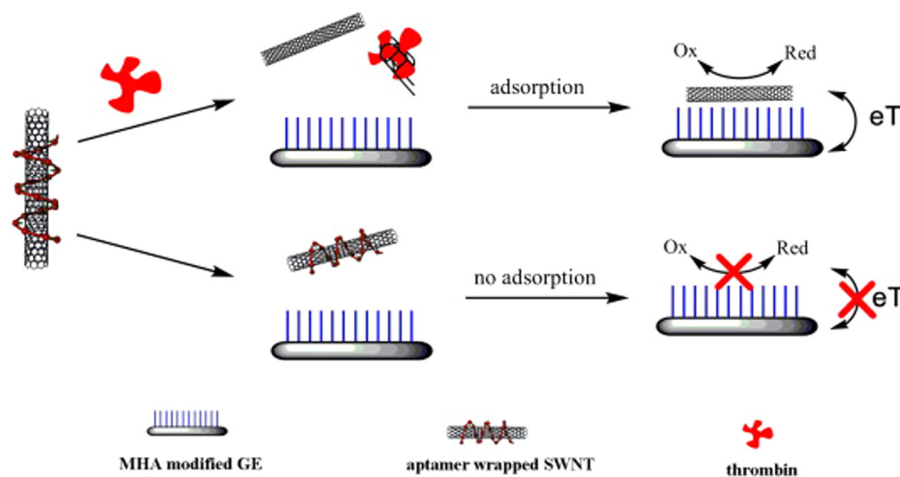 Ox
Red
adsorption
eT
Ox
Red
no adsorption
eT
MHA modified GE
aptamer wrapped SWNT
thrombin